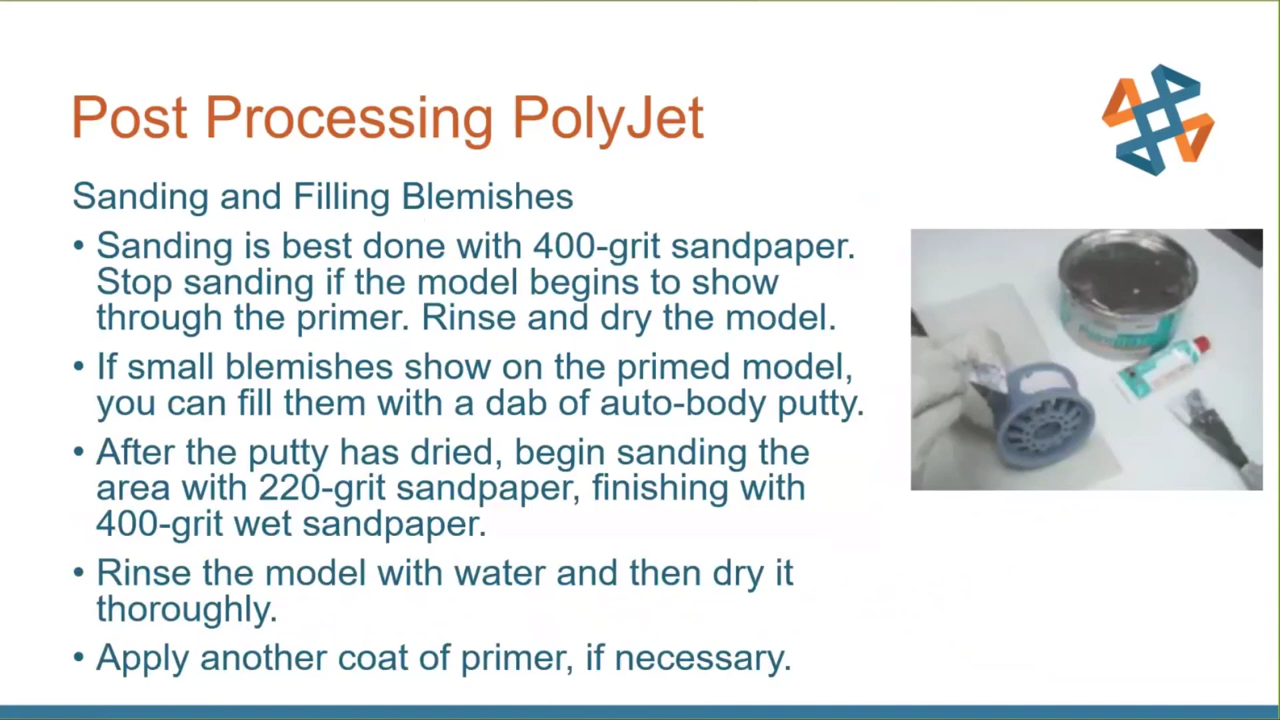 Post Processing PolyJet
Sanding and Filling Blemishes
• Sanding is best done with 400-grit sandpaper.
Stop sanding if the model begins to show
through the primer. Rinse and dry the model.
• If small blemishes show on the primed model,
you can fill them with a dab of auto-body putty.
• After the putty has dried, begin sanding the
area with 220-grit sandpaper, finishing with
400-grit wet sandpaper.
• Rinse the model with water and then dry it
thoroughly.
• Apply another coat of primer, if necessary.